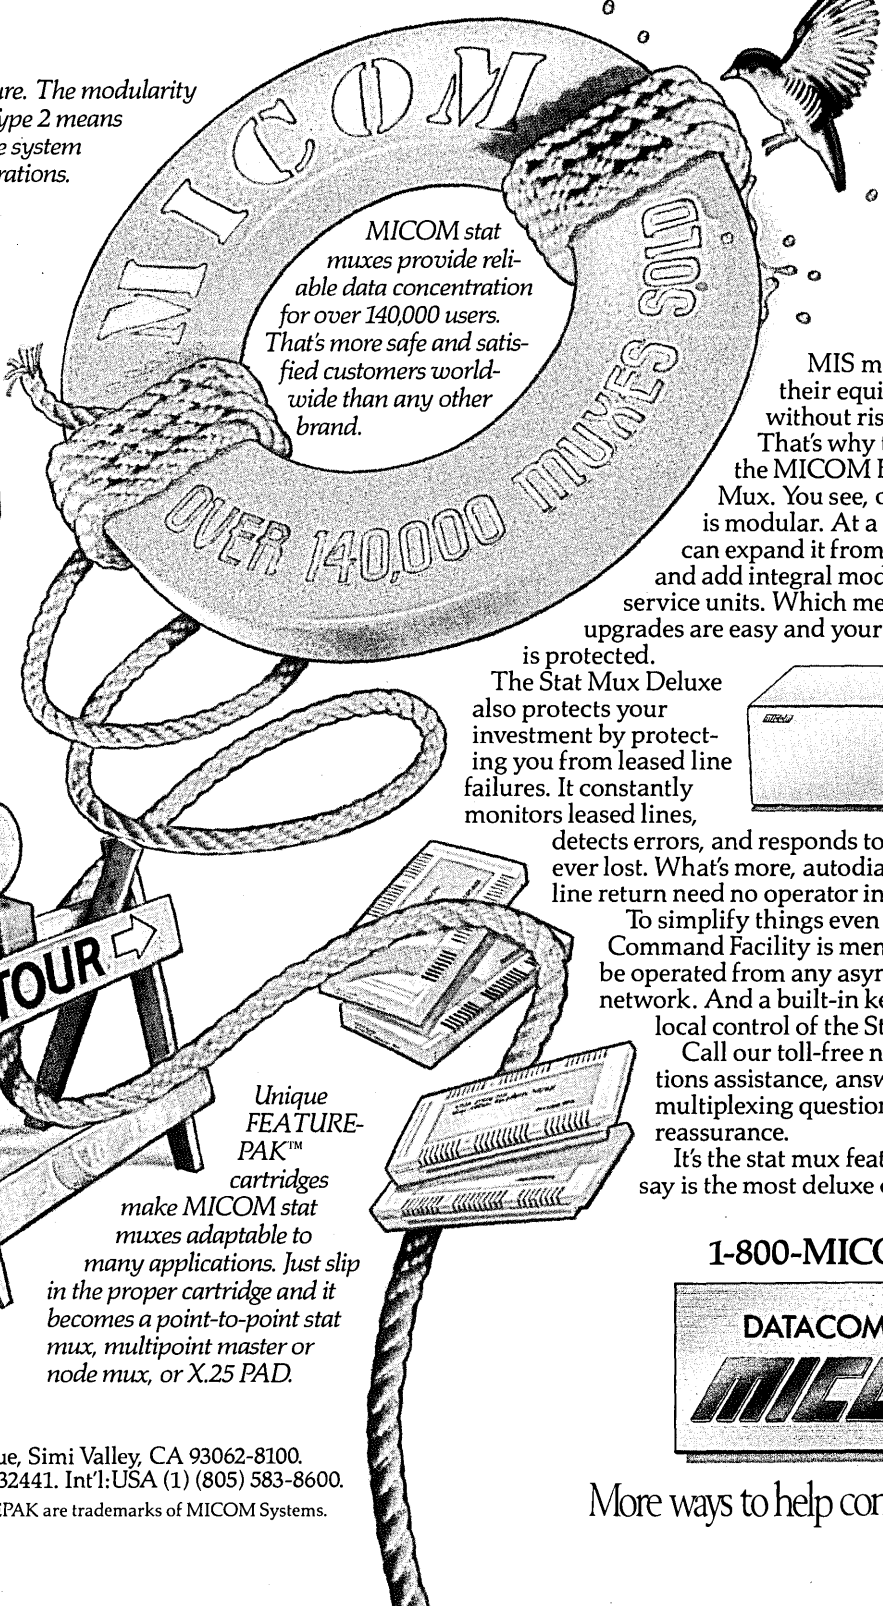 The modularity
ype 2 means
e system
rations.
MICOM
OVER 140,000 MUXES SOLD
MICOM stat
muxes provide reli-
able data concentration
for over 140,000 users.
That's more safe and satis-
fied customers world-
wide than any other
brand.
MIS m
their equi
without ris
That's why
the MICOM
Mux. You see,
is modular. At a
can expand it from
and add integral mod
service units. Which me
upgrades are easy and your
is protected.
The Stat Mux Deluxe
also protects your
investment by protect-
ing you from leased line
failures. It constantly
monitors leased lines,
detects errors, and responds to
ever lost. What's more, autodia
line return need no operator in
To simplify things even
Command Facility is men
be operated from any asyn
network. And a built-in ke
local control of the St
Call our toll-free n
tions assistance, answ
multiplexing question
reassurance.
It's the stat mux feat
say is the most deluxe
TOUR
Unique
FEATURE-
PAK™
cartridges
make MICOM stat
muxes adaptable to
many applications. Just slip
in the proper cartridge and it
becomes a point-to-point stat
mux, multipoint master or
node mux, or X.25 PAD.
1-800-MICO
DATACOM
MICO
ue, Simi Valley, CA 93062-8100.
32441. Int'l:USA (1) (805) 583-8600.
EPAK are trademarks of MICOM Systems.
More ways to help con